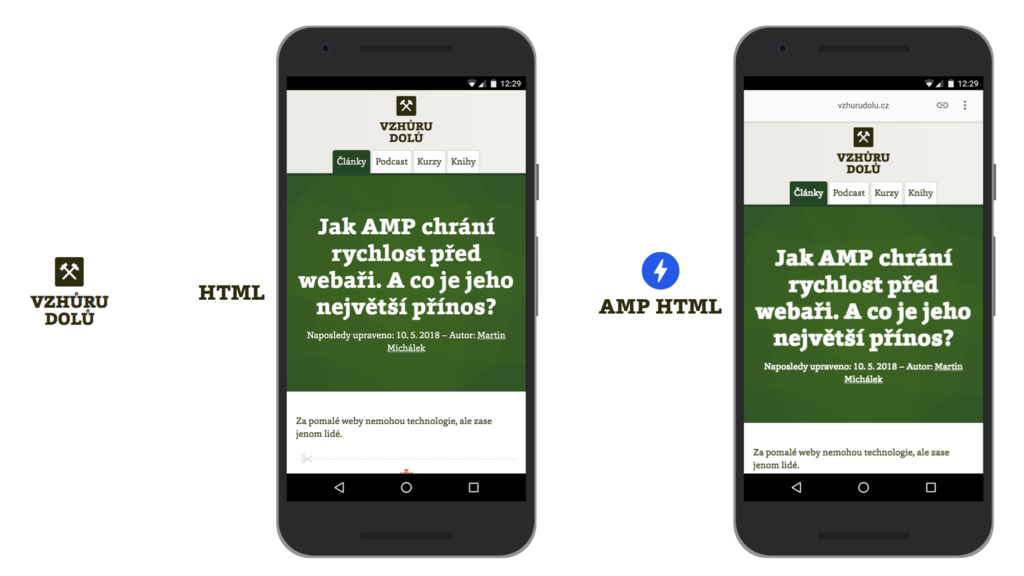 VZHŮRU
DOLŮ
HTML
12:29
VZHŮRU
DOLŮ
Články Podcast Kurzy Knihy
Jak AMP chrání
rychlost před
webaři. A co je jeho
největší přínos?
Naposledy upraveno: 10. 5. 2018 – Autor: Martin
Michálek
Za pomalé weby nemohou technologie, ale zase
jenom lidé.
AMP HTML
12:29
vzhurudolu.cz
VZHŮRU
DOLŮ
Články Podcast Kurzy Knihy
Jak AMP chrání
rychlost před
webaři. A co je jeho
největší přínos?
Naposledy upraveno: 10. 5. 2018 – Autor: Martin
Michálek
Za pomalé weby nemohou technologie, ale zase
jenom lidé.